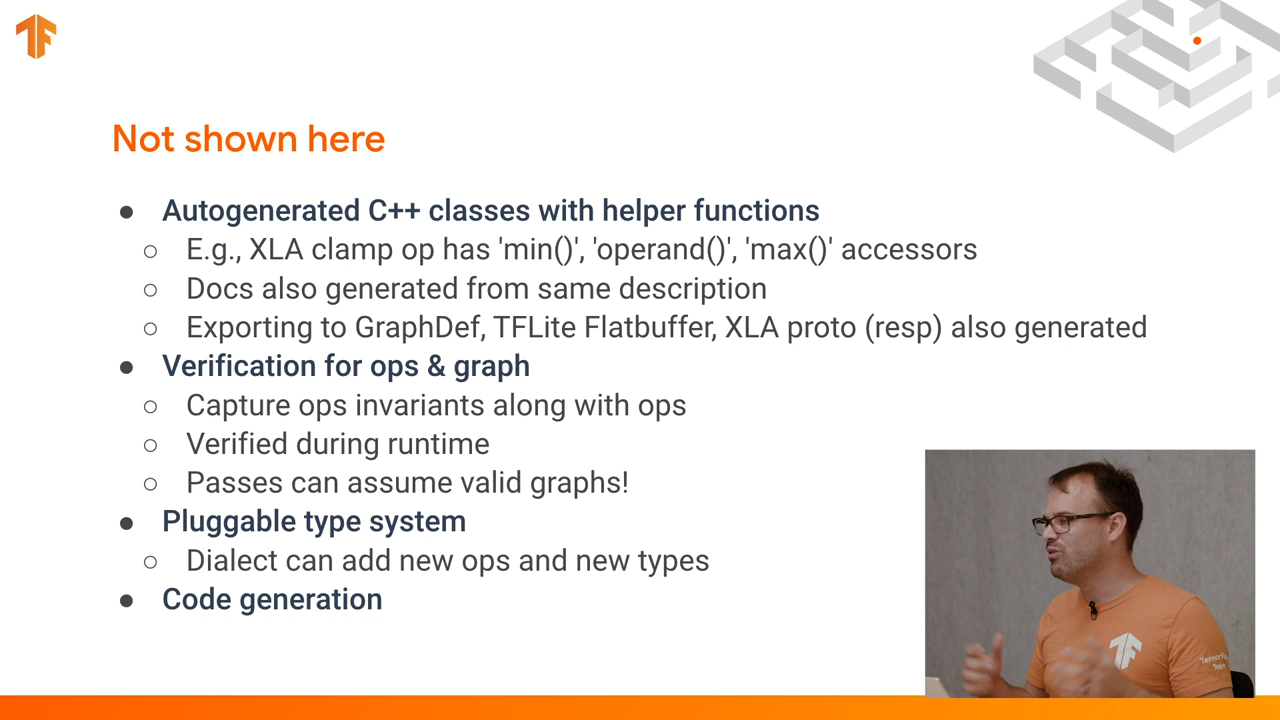 Not shown here
● Autogenerated C++ classes with helper functions
○ E.g., XLA clamp op has 'min()', 'operand()', 'max()' accessors
○ Docs also generated from same description
○ Exporting to GraphDef, TFLite Flatbuffer, XLA proto (resp) also generated
● Verification for ops & graph
○ Capture ops invariants along with ops
○ Verified during runtime
○ Passes can assume valid graphs!
● Pluggable type system
○ Dialect can add new ops and new types
● Code generation
Team